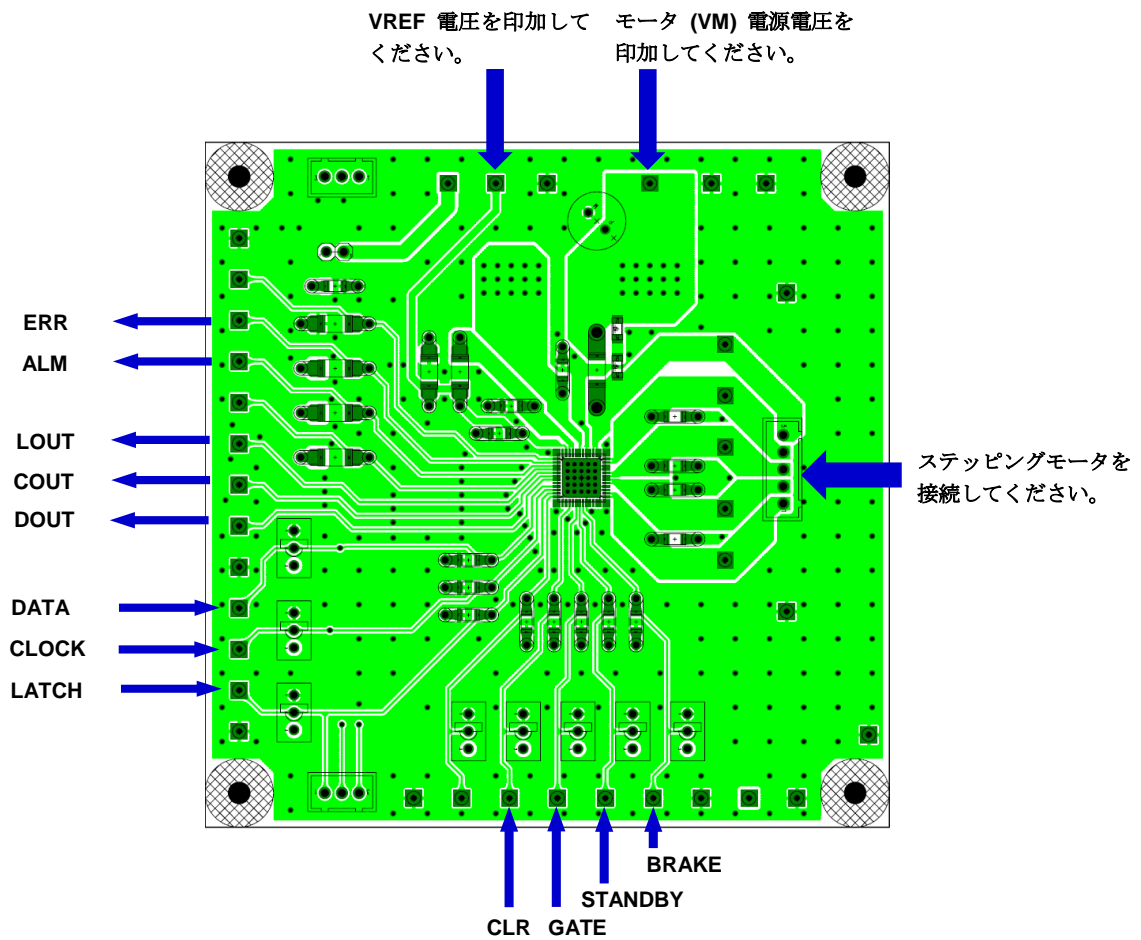 VREF 電圧を印加して
ください。
モータ (VM) 電源電圧を
印加してください。
ERR
ALM
LOUT
COUT
DOUT
DATA
CLOCK
LATCH
ステッピングモータを
接続してください。
BRAKE
STANDBY
CLR GATE